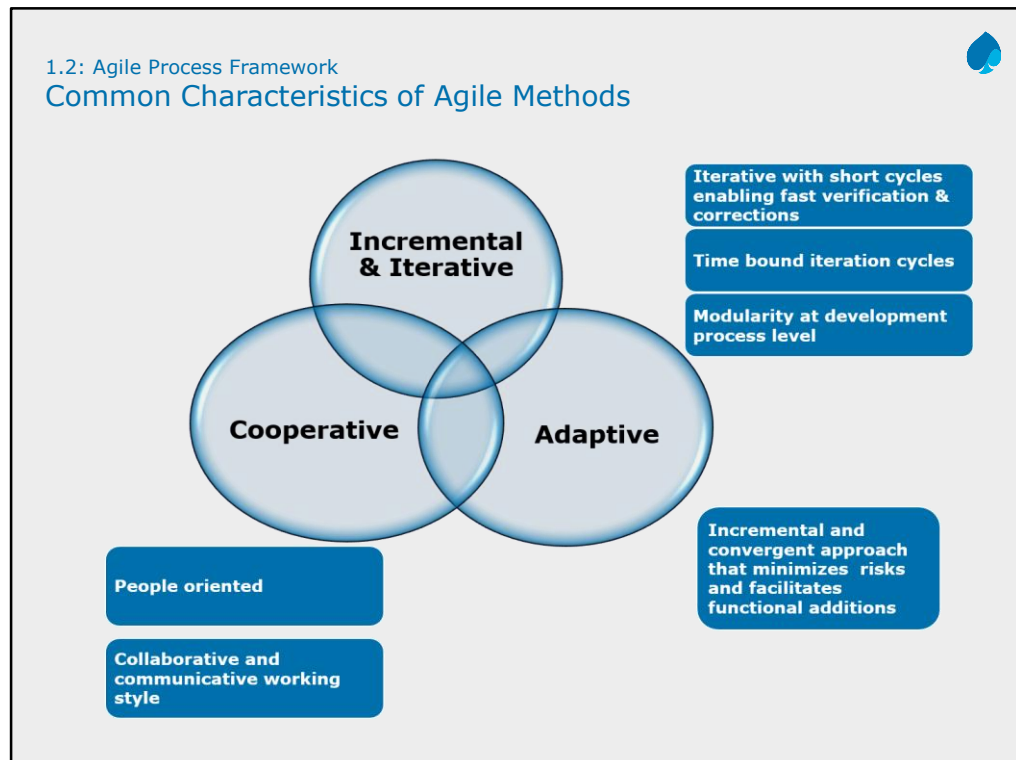 1.2: Agile Process Framework
Common Characteristics of Agile Methods
Incremental
& Iterative
Cooperative
Adaptive
Iterative with short cycles
enabling fast verification &
corrections
Time bound iteration cycles
Modularity at development
process level
Incremental and
convergent approach
that minimizes risks
and facilitates
functional additions
People oriented
Collaborative and
communicative working
style